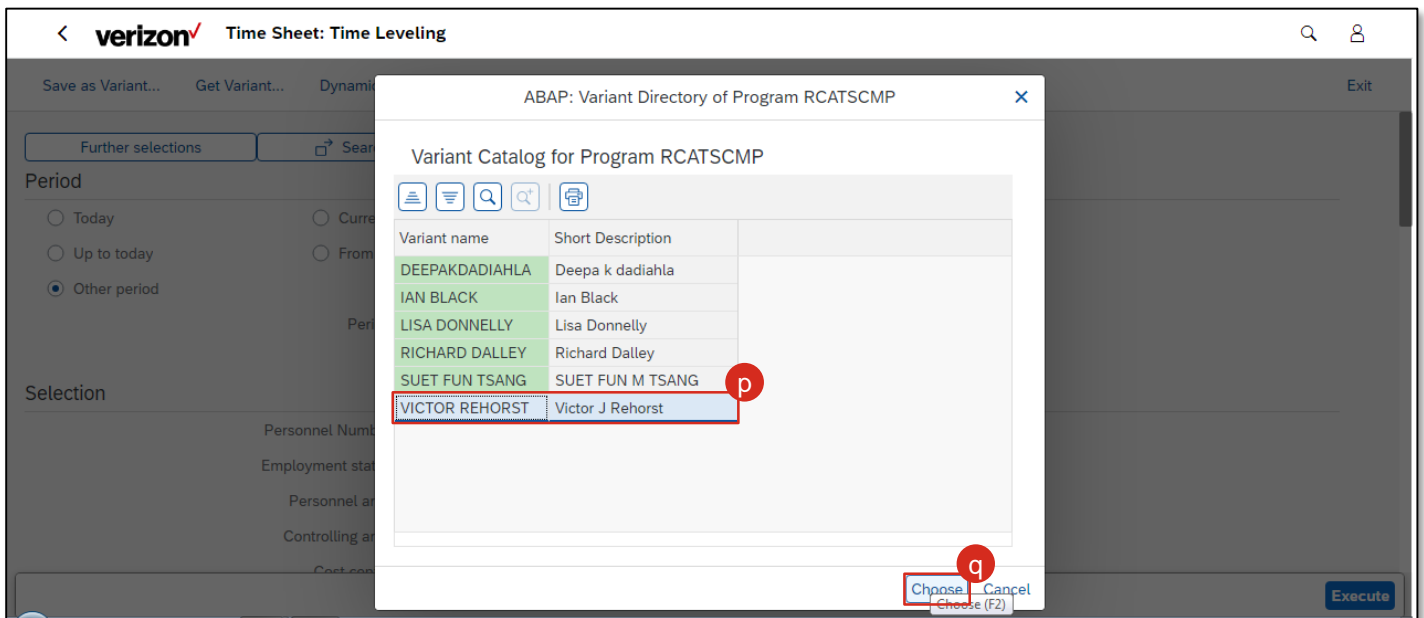 verizon✓ Time Sheet: Time Leveling
Save as Variant... Get Variant... Dynamic Exit
ABAP: Variant Directory of Program RCATSCMP
Further selections Sear
Variant Catalog for Program RCATSCMP
Period
Today Curre
Up to today From
Other period
Peri
Variant name Short Description
DEEPAKDADIAHLA Deepa k dadiahla
IAN BLACK Ian Black
LISA DONNELLY Lisa Donnelly
RICHARD DALLEY Richard Dalley
SUET FUN TSANG SUET FUN M TSANG
p
VICTOR REHORST Victor J Rehorst
Selection
Personnel Numb
Employment stat
Personnel ar
Controlling ar
Cost cen
q
Choose Cancel
Choose (F2)
Execute